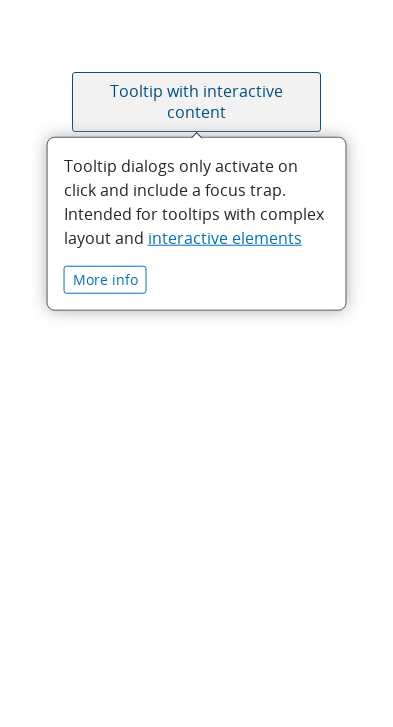 Tooltip with interactive
content
Tooltip dialogs only activate on
click and include a focus trap.
Intended for tooltips with complex
layout and interactive elements
More info